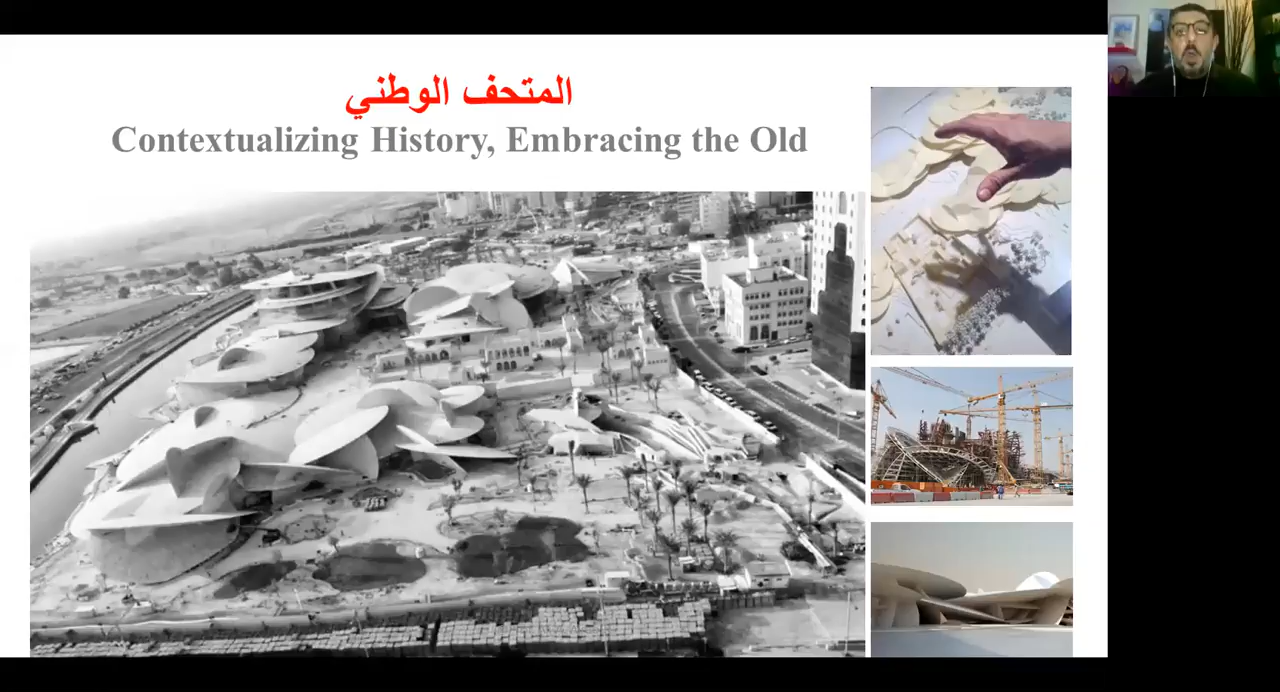 المتحف الوطني
Contextualizing History, Embracing the Old